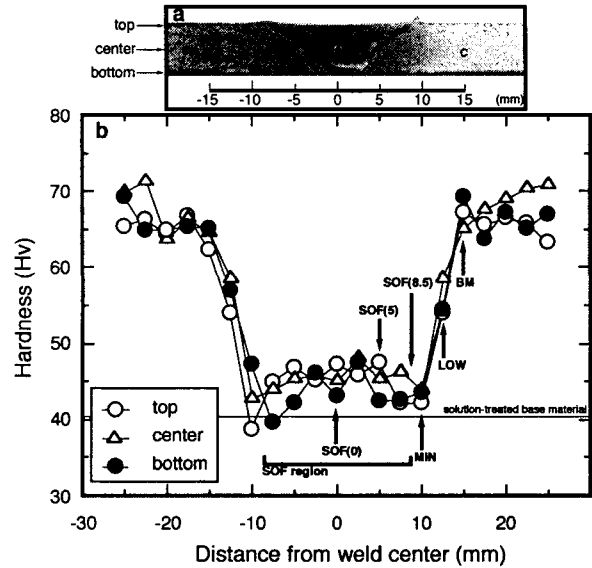 a
top
center
bottom
c
-15 -10 -5 0 5 10 15 (mm)
b
80
70
60
50
40
30
Hardness (Hv)
SOF(8.5)
SOF(5)
BM
LOW
solution-treated base material
top
center
bottom
SOF(0)
MIN
SOF region
-30 -20 -10 0 10 20 30
Distance from weld center (mm)